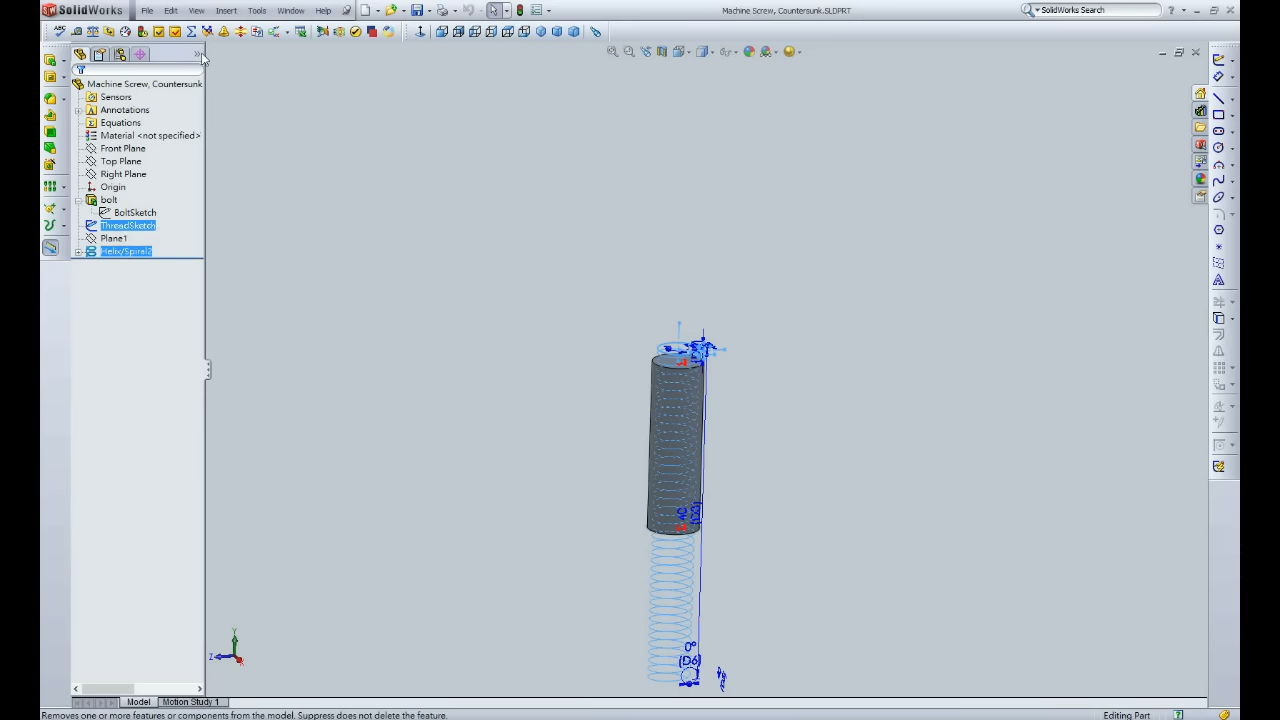 SolidWorks
File Edit View Insert Tools Window Help
Machine Screw, Countersunk.SLDPRT
SolidWorks Search
Machine Screw, Countersunk
Sensors
Annotations
Equations
Material <not specified>
Front Plane
Top Plane
Right Plane
Origin
bolt
BoltSketch
ThreadSketch
Plane1
Helix/Spiral2
0°
(D6)
Y
Z
X
Model Motion Study 1
Removes one or more features or components from the model. Suppress does not delete the feature.
Editing Part